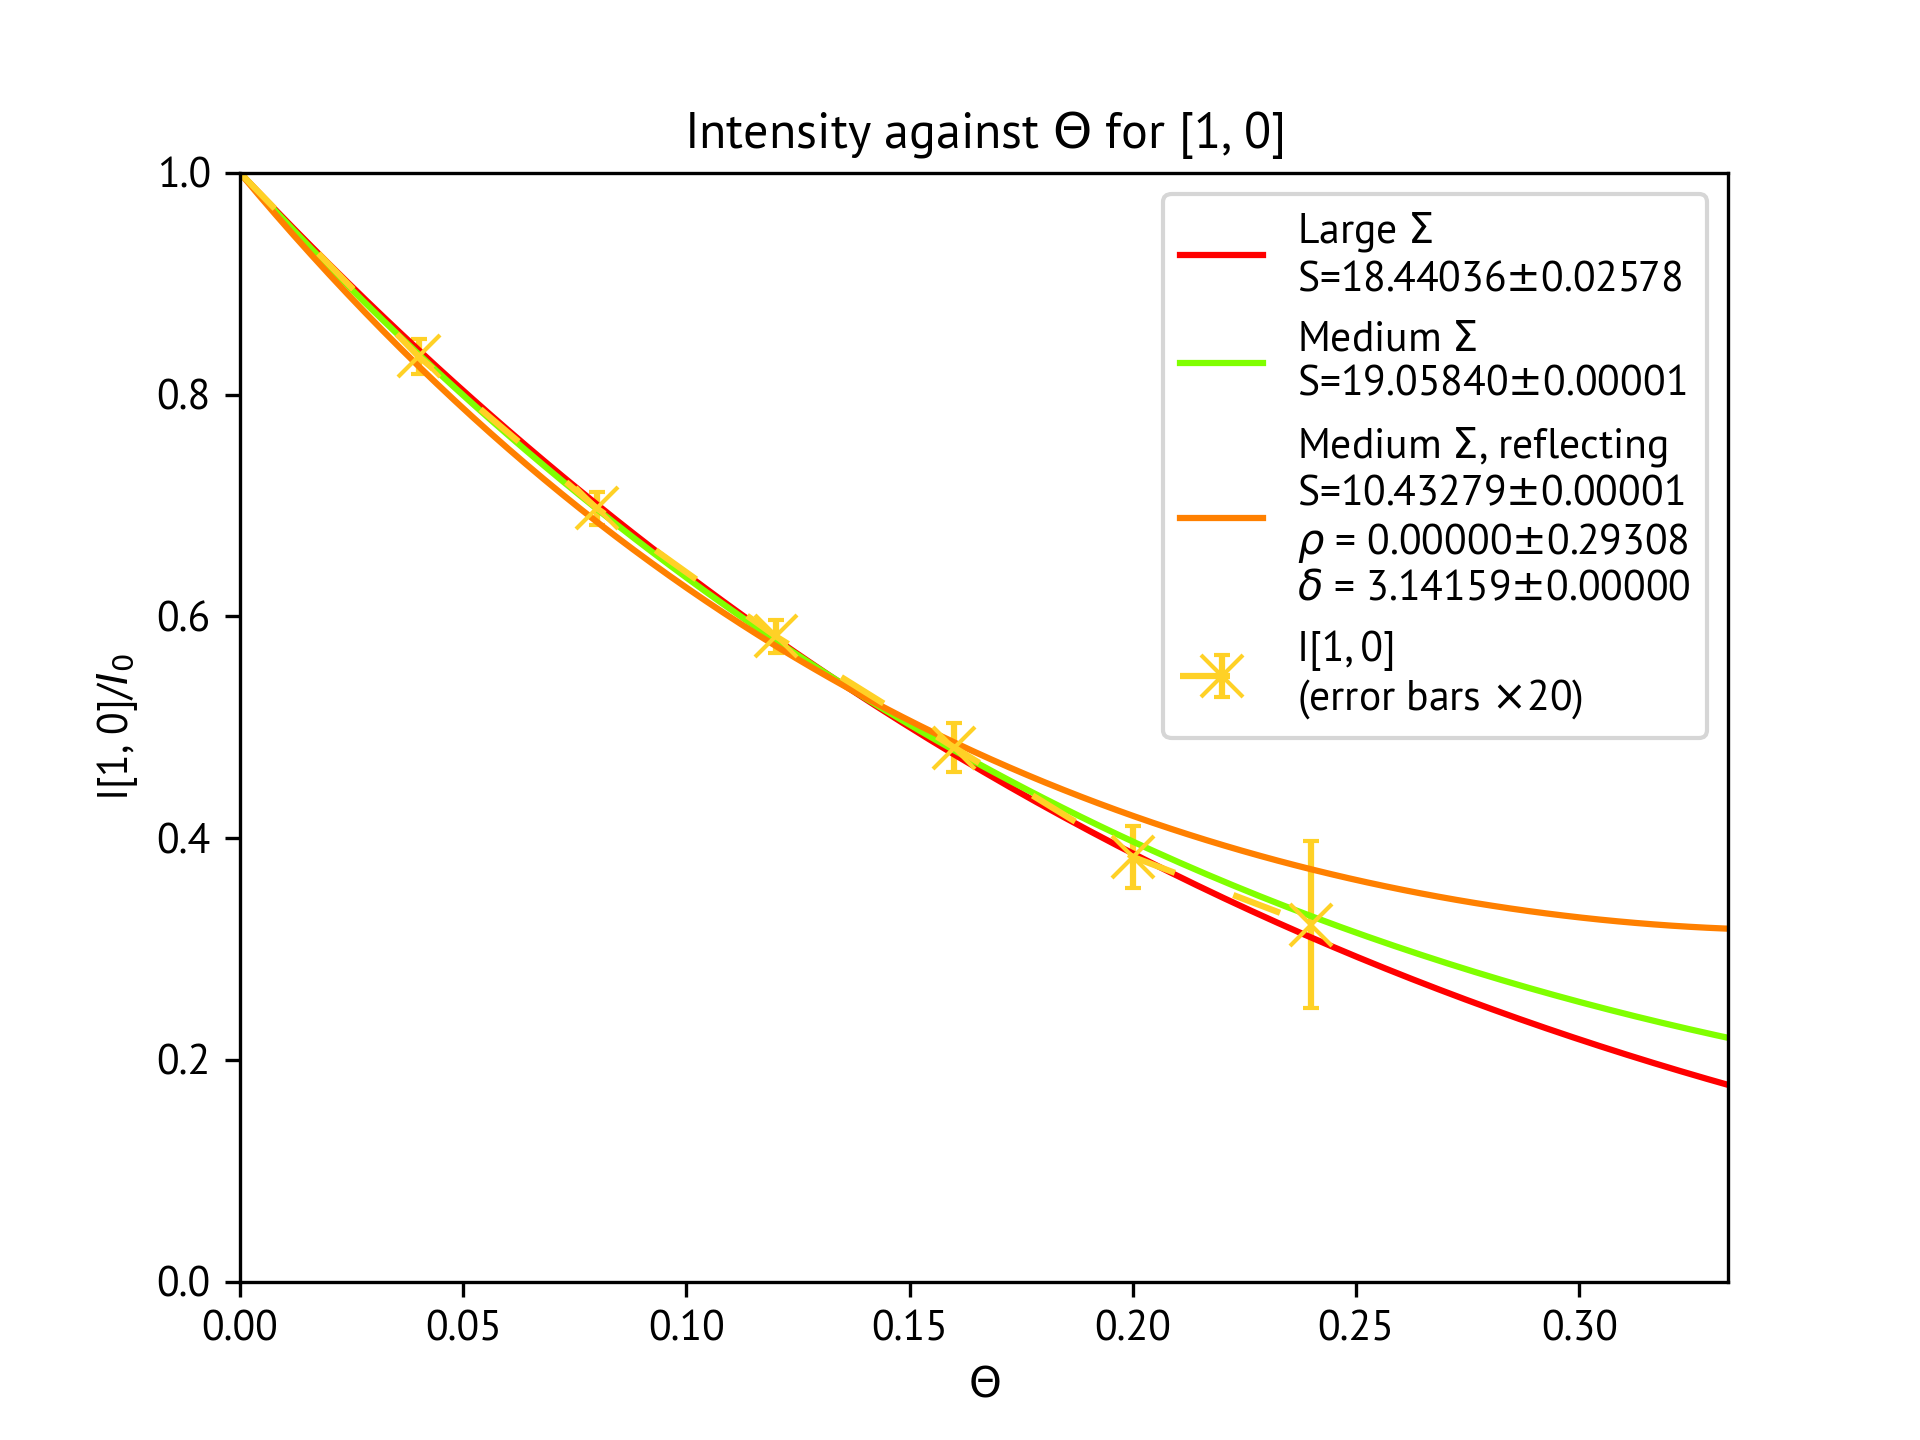 Intensity against Θ for [1, 0]
1.0
0.8
0.6
0.4
0.2
0.0
I[1, 0]/I₀
Large Σ
S=18.44036±0.02578
Medium Σ
S=19.05840±0.00001
Medium Σ, reflecting
S=10.43279±0.00001
ρ = 0.00000±0.29308
δ = 3.14159±0.00000
I[1, 0]
(error bars ×20)
0.00 0.05 0.10 0.15 0.20 0.25 0.30
Θ